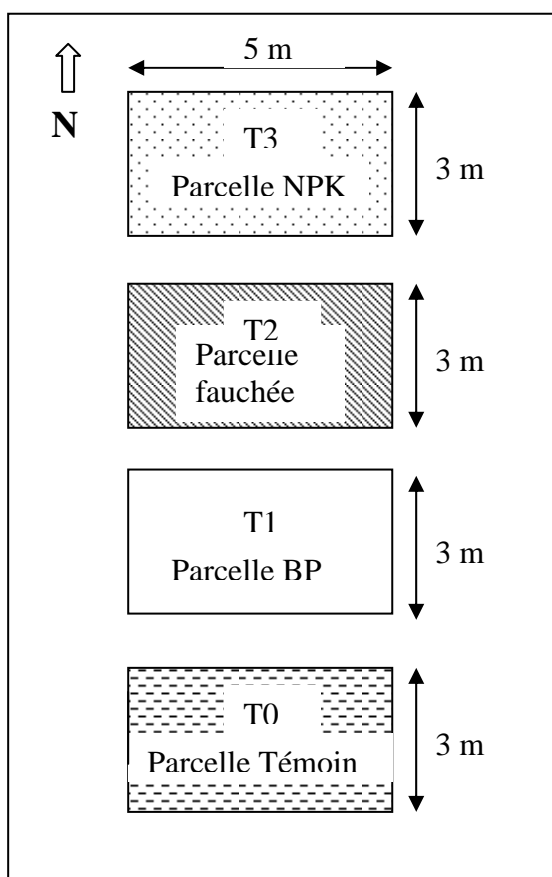 5 m
N
T3
Parcelle NPK
3 m
T2
Parcelle
fauchée
3 m
T1
Parcelle BP
3 m
T0
Parcelle Témoin
3 m